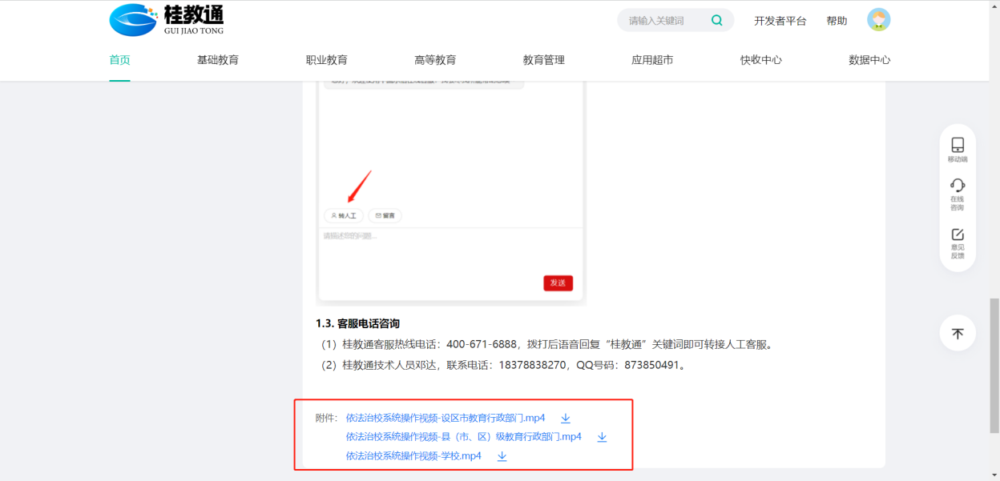 桂教通
GUI JIAO TONG
请输入关键词
开发者平台
帮助
首页
基础教育
职业教育
高等教育
教育管理
应用超市
快收中心
数据中心
移动端
在线
咨询
意见
反馈
转人工
留言
请描述您的问题...
发送
1.3. 客服电话咨询
（1）桂教通客服热线电话：400-671-6888，拨打后语音回复“桂教通”关键词即可转接人工客服。
（2）桂教通技术人员邓达，联系电话：18378838270，QQ号码：873850491。
附件： 依法治校系统操作视频-设区市教育行政部门.mp4
依法治校系统操作视频-县（市、区）级教育行政部门.mp4
依法治校系统操作视频-学校.mp4